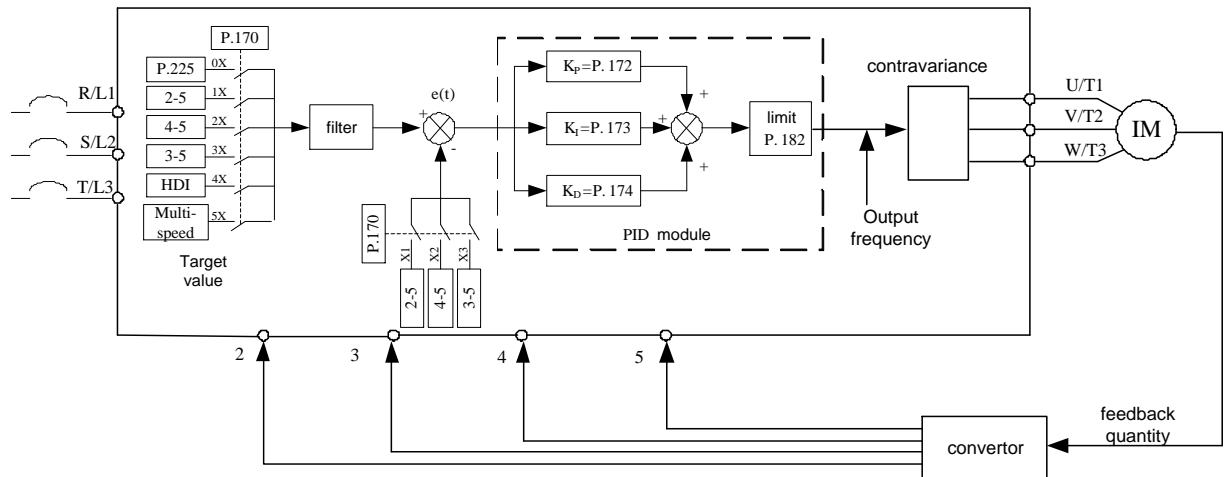 P.170
P.225
0X
2-5
1X
4-5
2X
3-5
3X
HDI
4X
Multi-
speed
5X
Target
value
R/L1
S/L2
T/L3
filter
e(t)
+
-
P.170
X1
X2
X3
2-5
4-5
3-5
KP=P. 172
KI=P. 173
KD=P. 174
+
+
+
limit
P. 182
PID module
contravariance
Output
frequency
U/T1
V/T2
W/T3
IM
2
3
4
5
feedback
quantity
convertor